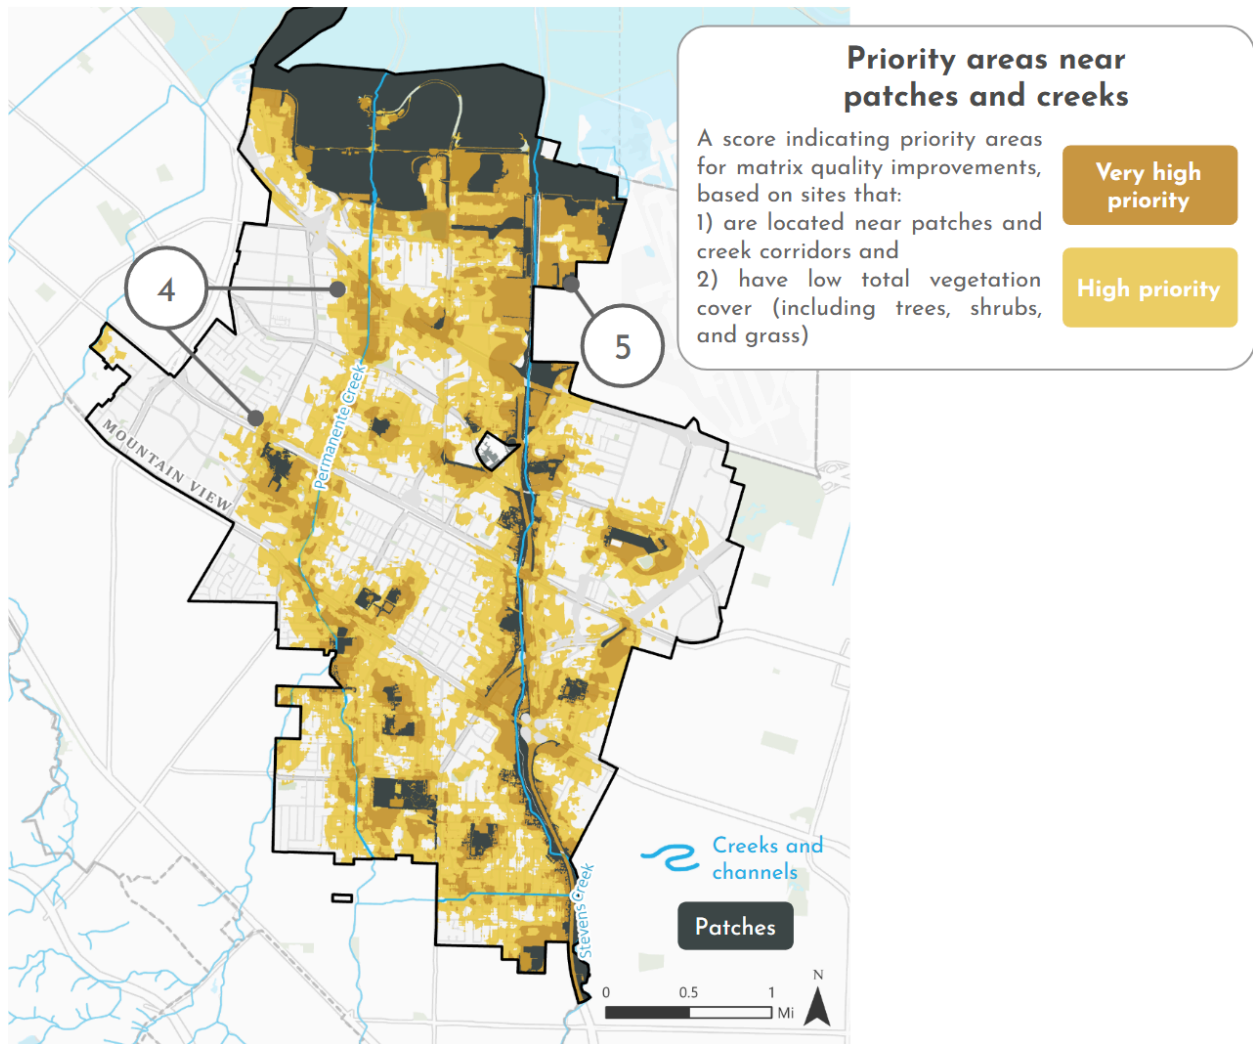 Priority areas near
patches and creeks
A score indicating priority areas
for matrix quality improvements,
based on sites that:
1) are located near patches and
creek corridors and
2) have low total vegetation
cover (including trees, shrubs,
and grass)
Very high
priority
High priority
4
5
Permanente Creek
MOUNTAIN VIEW
Creeks and
channels
Stevens Creek
Patches
N
0 0.5 1
Mi